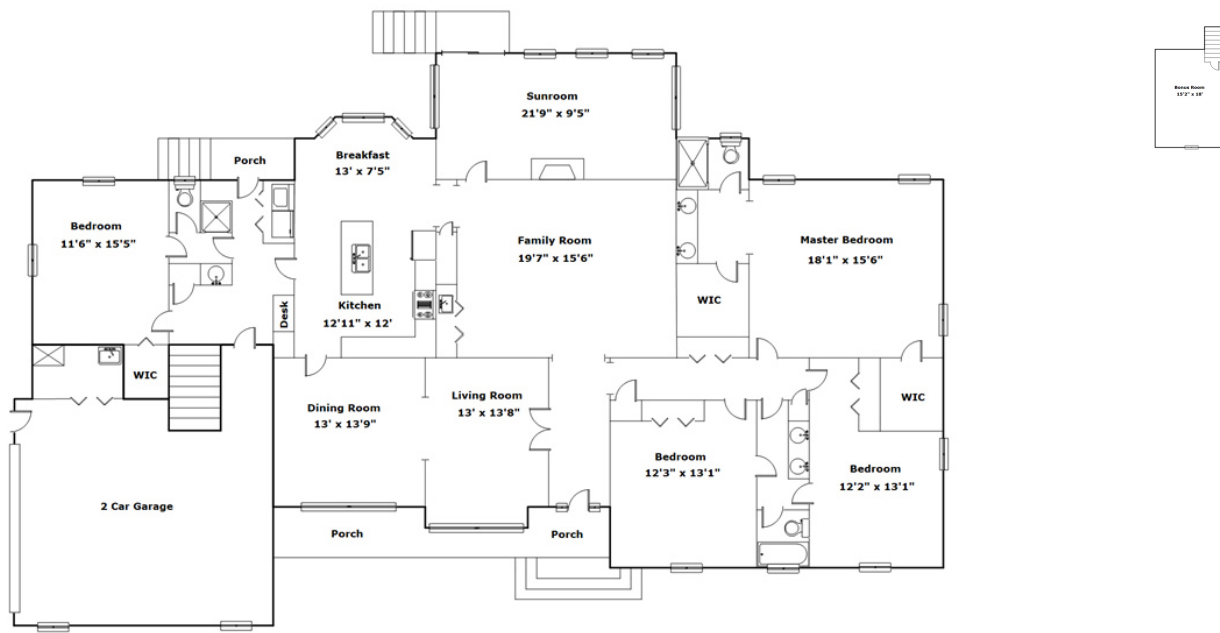 Sunroom
21'9" x 9'5"
Bonus Room
15'2" x 18'
Porch
Breakfast
13' x 7'5"
Bedroom
11'6" x 15'5"
Family Room
19'7" x 15'6"
Master Bedroom
18'1" x 15'6"
WIC
Desk
Kitchen
12'11" x 12'
WIC
Dining Room
13' x 13'9"
Living Room
13' x 13'8"
WIC
Bedroom
12'3" x 13'1"
Bedroom
12'2" x 13'1"
2 Car Garage
Porch
Porch